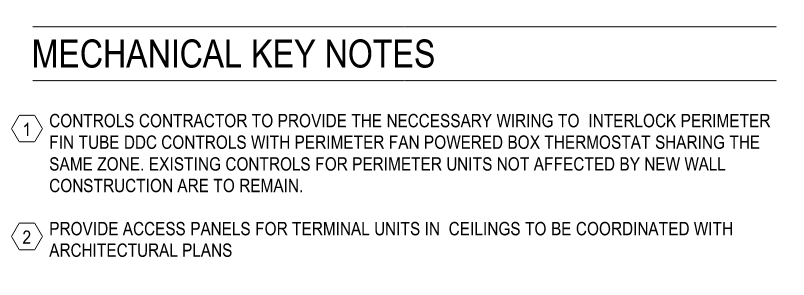 MECHANICAL KEY NOTES
1 CONTROLS CONTRACTOR TO PROVIDE THE NECCESSARY WIRING TO  INTERLOCK PERIMETER
FIN TUBE DDC CONTROLS WITH PERIMETER FAN POWERED BOX THERMOSTAT SHARING THE
SAME ZONE. EXISTING CONTROLS FOR PERIMETER UNITS NOT AFFECTED BY NEW WALL
CONSTRUCTION ARE TO REMAIN.
2 PROVIDE ACCESS PANELS FOR TERMINAL UNITS IN  CEILINGS TO BE COORDINATED WITH
ARCHITECTURAL PLANS